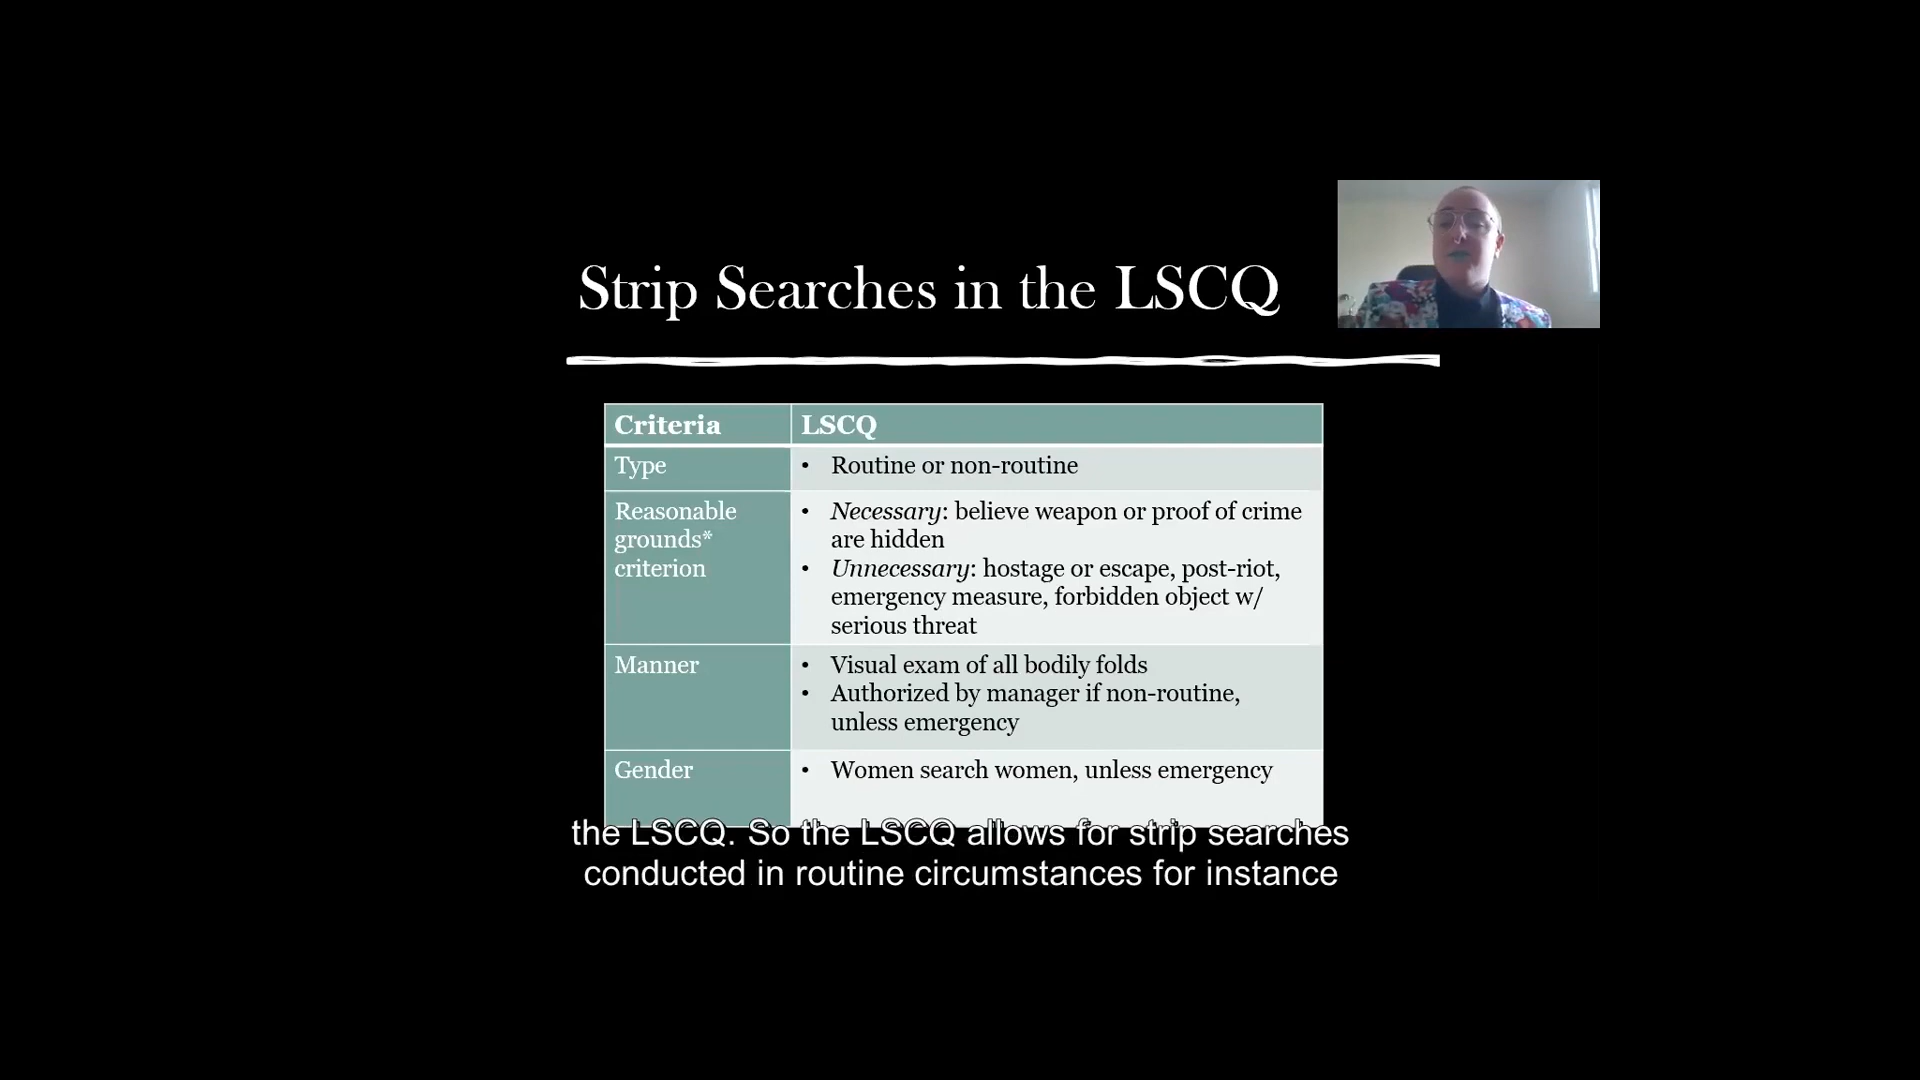 Strip Searches in the LSCQ
Criteria
LSCQ
Type
• Routine or non-routine
Reasonable
grounds*
criterion
• Necessary: believe weapon or proof of crime
are hidden
• Unnecessary: hostage or escape, post-riot,
emergency measure, forbidden object w/
serious threat
Manner
• Visual exam of all bodily folds
• Authorized by manager if non-routine,
unless emergency
Gender
• Women search women, unless emergency
the LSCQ. So the LSCQ allows for strip searches
conducted in routine circumstances for instance